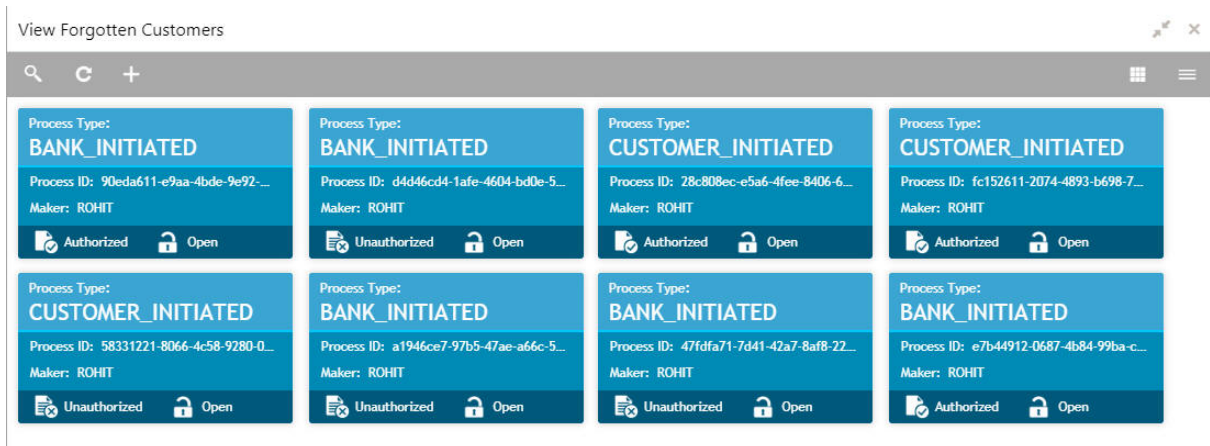 View Forgotten Customers
Process Type:
BANK_INITIATED
Process ID: 90eda611-e9aa-4bde-9e92-...
Maker: ROHIT
Authorized Open
Process Type:
BANK_INITIATED
Process ID: d4d46cd4-1afe-4604-bd0e-5...
Maker: ROHIT
Unauthorized Open
Process Type:
CUSTOMER_INITIATED
Process ID: 28c808ec-e5a6-4fee-8406-6...
Maker: ROHIT
Authorized Open
Process Type:
CUSTOMER_INITIATED
Process ID: fc152611-2074-4893-b698-7...
Maker: ROHIT
Authorized Open
Process Type:
CUSTOMER_INITIATED
Process ID: 58331221-8066-4c58-9280-0...
Maker: ROHIT
Unauthorized Open
Process Type:
BANK_INITIATED
Process ID: a1946ce7-97b5-47ae-a66c-5...
Maker: ROHIT
Unauthorized Open
Process Type:
BANK_INITIATED
Process ID: 47fdfa71-7d41-42a7-8af8-22...
Maker: ROHIT
Unauthorized Open
Process Type:
BANK_INITIATED
Process ID: e7b44912-0687-4b84-99ba-c...
Maker: ROHIT
Authorized Open